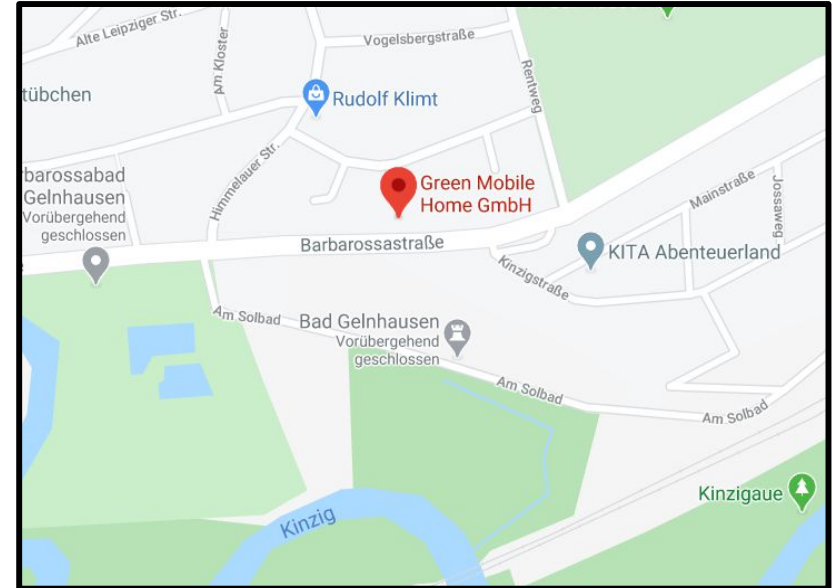 Alte Leipziger Str.
Am Kloster
Vogelsbergstraße
Rentweg
tübchen
Rudolf Klimt
Himmelauer Str.
barossabad
Gelnhausen
Vorübergehend
geschlossen
Green Mobile
Home GmbH
Mainstraße
Jossaweg
Barbarossastraße
Kinzigstraße
KITA Abenteuerland
Am Solbad
Bad Gelnhausen
Vorübergehend
geschlossen
Am Solbad
Am Solbad
Kinzigaue
Kinzig